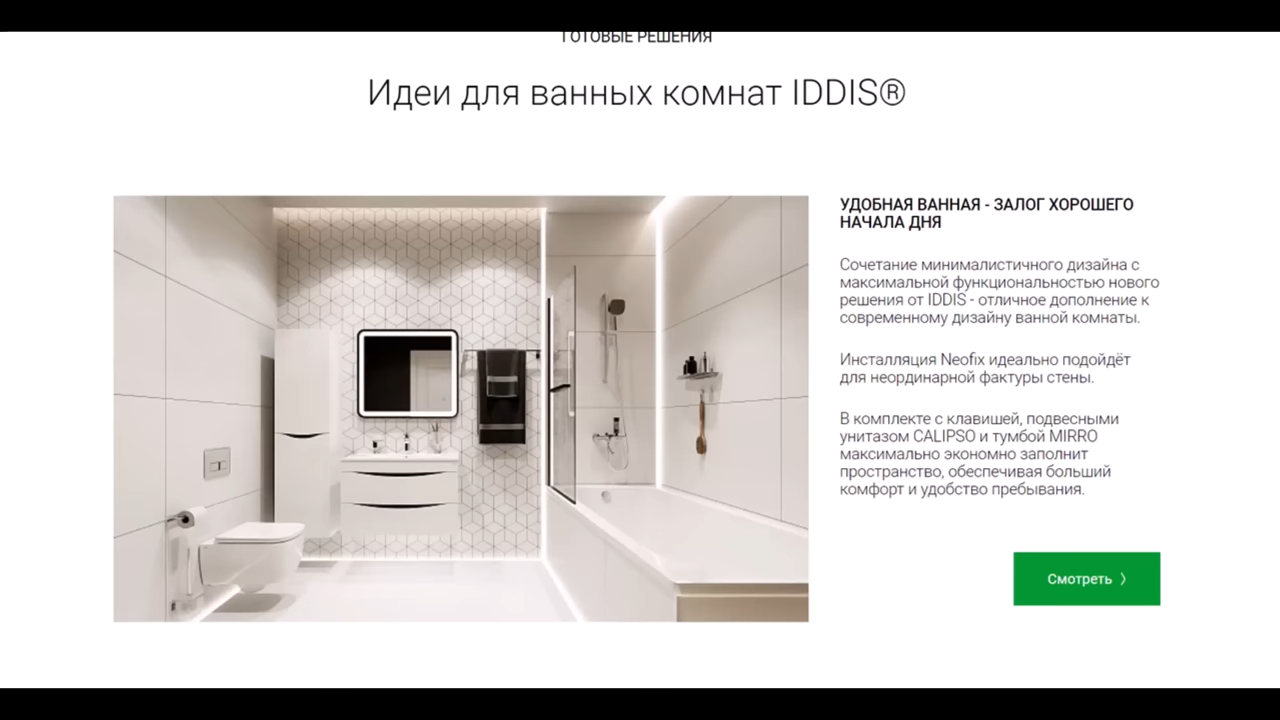 ГОТОВЫЕ РЕШЕНИЯ
Идеи для ванных комнат IDDIS®
УДОБНАЯ ВАННАЯ - ЗАЛОГ ХОРОШЕГО
НАЧАЛА ДНЯ
Сочетание минималистичного дизайна с
максимальной функциональностью нового
решения от IDDIS - отличное дополнение к
современному дизайну ванной комнаты.
Инсталляция Neofix идеально подойдёт
для неординарной фактуры стены.
В комплекте с клавишей, подвесными
унитазом CALIPSO и тумбой MIRRO
максимально экономно заполнит
пространство, обеспечивая больший
комфорт и удобство пребывания.
Смотреть 〉